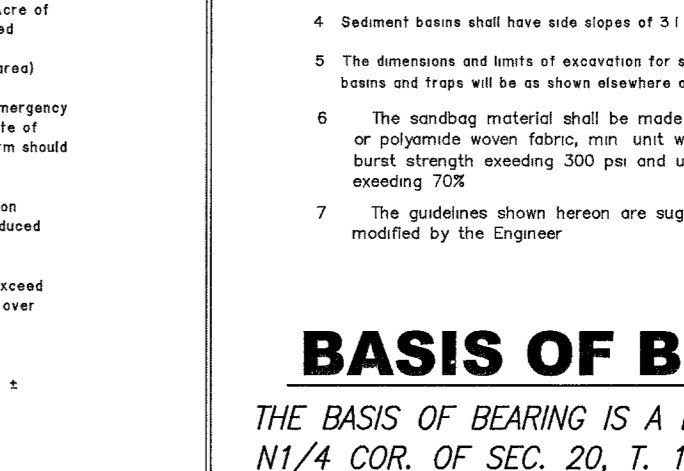 Acre of
ed
area)
mergency
te of
rm should
on
duced
xceed
over
±
4 Sediment basins shall have side slopes of 3 1
5 The dimensions and limits of excavation for s
basins and traps will be as shown elsewhere
6 The sandbag material shall be made
or polyamide woven fabric, min unit w
burst strength exeeding 300 psi and u
exeeding 70%
7 The guidelines shown hereon are sug
modified by the Engineer
BASIS OF B
THE BASIS OF BEARING IS A
N1/4 COR. OF SEC. 20, T. 1